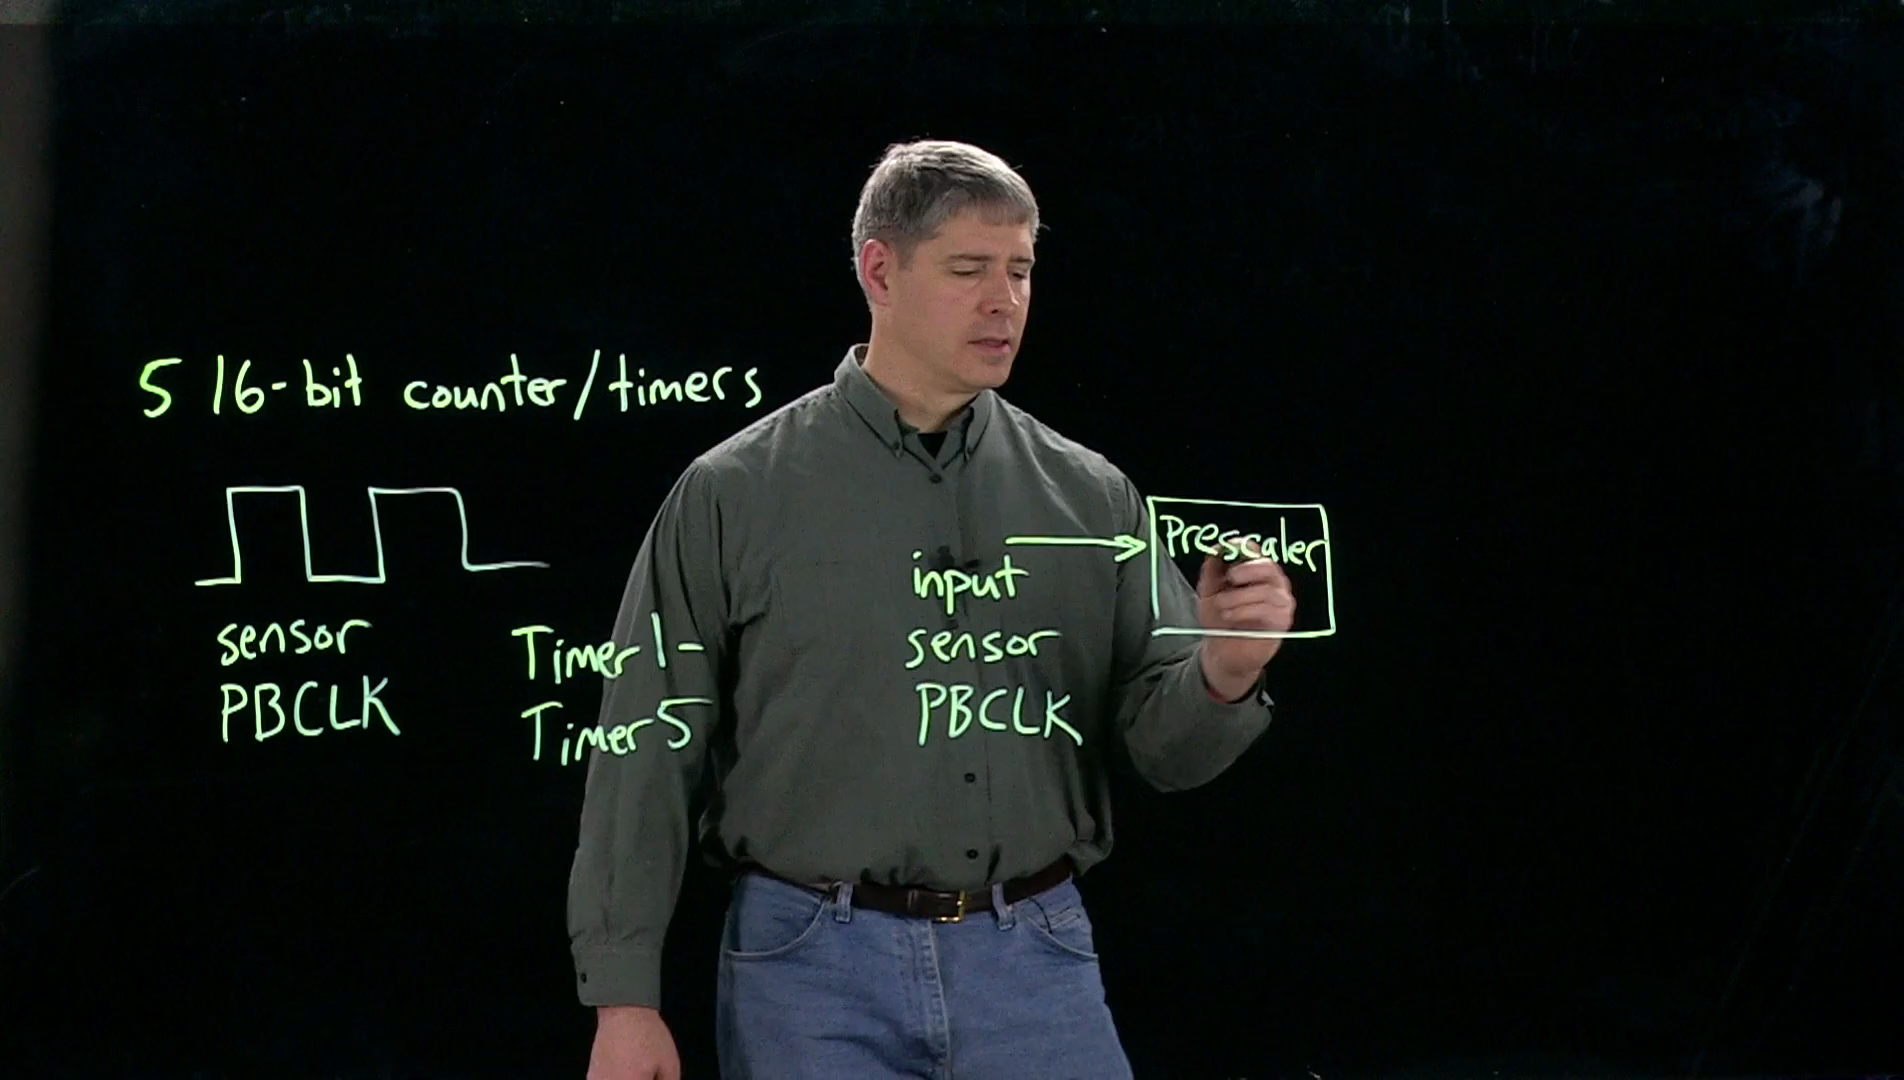 5 16-bit counter/timers
sensor
PBCLK
Timer1-
Timer5
input
sensor
PBCLK
Prescaler